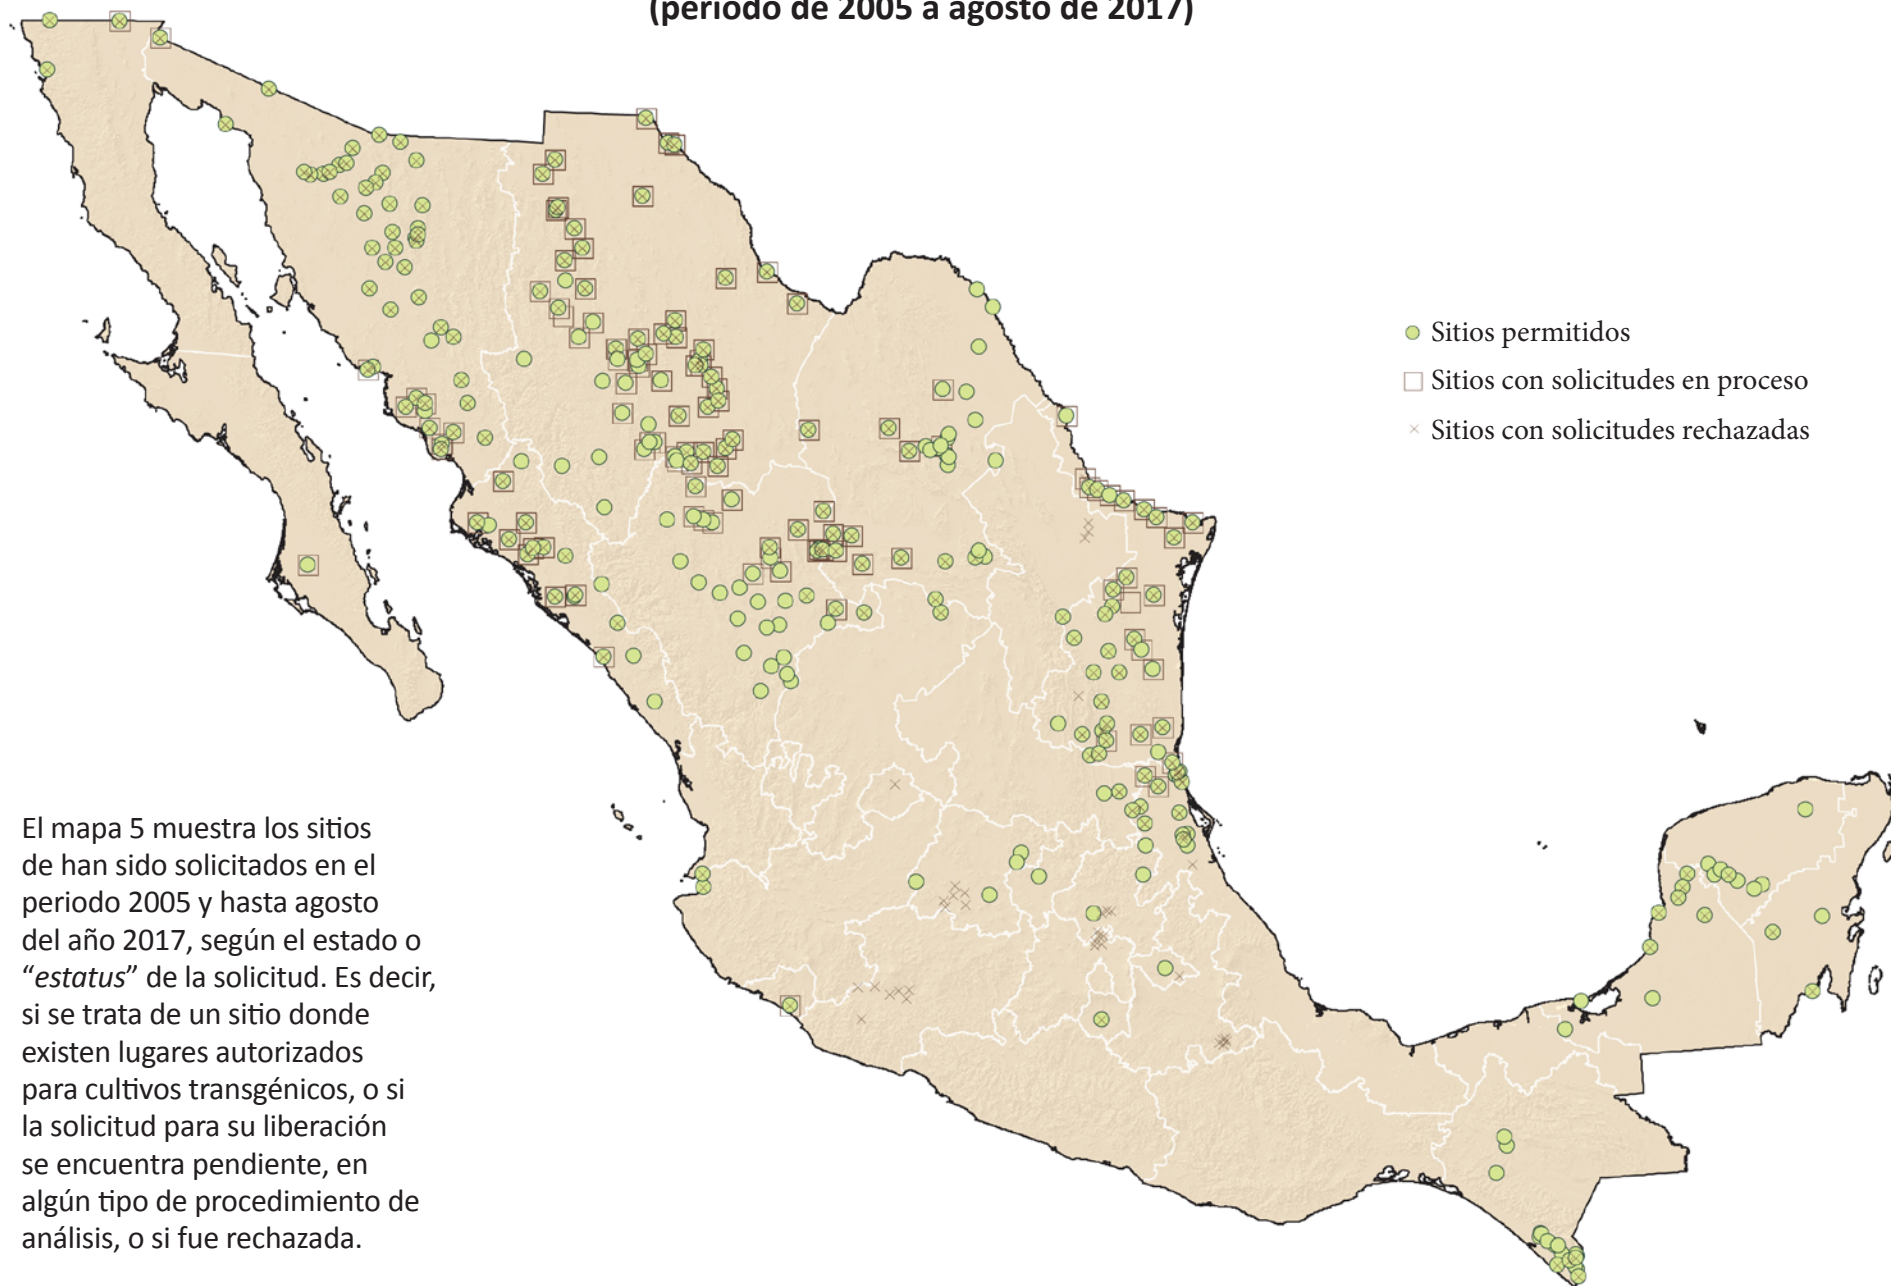 (periodo de 2005 a agosto de 2017)
Sitios permitidos
Sitios con solicitudes en proceso
Sitios con solicitudes rechazadas
El mapa 5 muestra los sitios
de han sido solicitados en el
periodo 2005 y hasta agosto
del año 2017, según el estado o
“estatus” de la solicitud. Es decir,
si se trata de un sitio donde
existen lugares autorizados
para cultivos transgénicos, o si
la solicitud para su liberación
se encuentra pendiente, en
algún tipo de procedimiento de
análisis, o si fue rechazada.